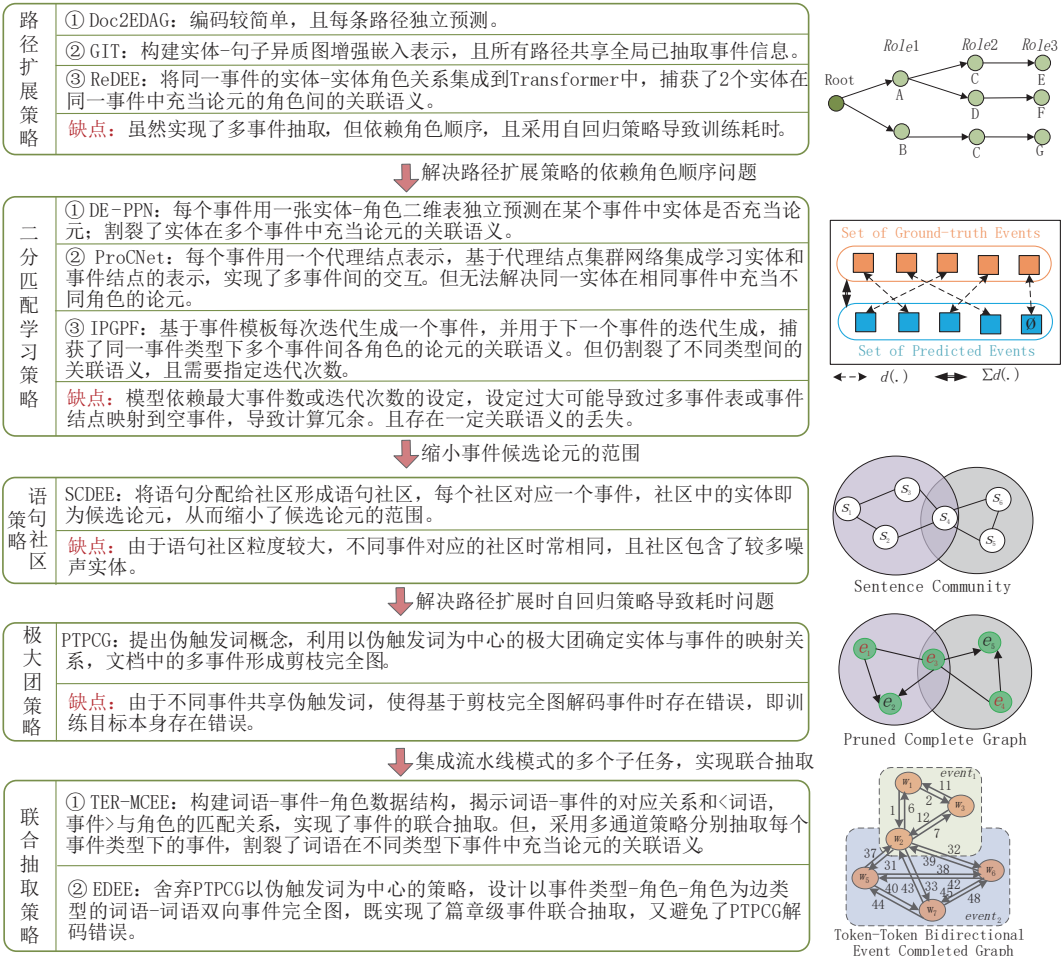 路径扩展策略
① Doc2EDAG：编码较简单，且每条路径独立预测。
② GIT：构建实体-句子异质图增强嵌入表示，且所有路径共享全局已抽取事件信息。
③ ReDEE：将同一事件的实体-实体角色关系集成到Transformer中，捕获了2个实体在
同一事件中充当论元的角色间的关联语义。
缺点：虽然实现了多事件抽取，但依赖角色顺序，且采用自回归策略导致训练耗时。
Role1
Role2
Role3
Root
A
B
C
D
C
E
F
G
解决路径扩展策略的依赖角色顺序问题
二分匹配学习策略
① DE-PPN：每个事件用一张实体-角色二维表独立预测在某个事件中实体是否充当论
元；割裂了实体在多个事件中充当论元的关联语义。
② ProCNet：每个事件用一个代理结点表示，基于代理结点集群网络集成学习实体和
事件结点的表示，实现了多事件间的交互。但无法解决同一实体在相同事件中充当不
同角色的论元。
③ IPGPF：基于事件模板每次迭代生成一个事件，并用于下一个事件的迭代生成，捕
获了同一事件类型下多个事件间各角色的论元的关联语义。但仍割裂了不同类型间的
关联语义，且需要指定迭代次数。
缺点：模型依赖最大事件数或迭代次数的设定，设定过大可能导致过多事件表或事件
结点映射到空事件，导致计算冗余。且存在一定关联语义的丢失。
Set of Ground-truth Events
Ø
Set of Predicted Events
d(.)
Σd(.)
缩小事件候选论元的范围
语句社区策略
SCDEE：将语句分配给社区形成语句社区，每个社区对应一个事件，社区中的实体即
为候选论元，从而缩小了候选论元的范围。
缺点：由于语句社区粒度较大，不同事件对应的社区时常相同，且社区包含了较多噪
声实体。
S1
S2
S3
S4
S5
S6
Sentence Community
解决路径扩展时自回归策略导致耗时问题
极大团策略
PTPCG：提出伪触发词概念，利用以伪触发词为中心的极大团确定实体与事件的映射关
系，文档中的多事件形成剪枝完全图。
缺点：由于不同事件共享伪触发词，使得基于剪枝完全图解码事件时存在错误，即训
练目标本身存在错误。
e1
e2
e3
e4
Pruned Complete Graph
集成流水线模式的多个子任务，实现联合抽取
联合抽取策略
① TER-MCEE：构建词语-事件-角色数据结构，揭示词语-事件的对应关系和<词语，
事件>与角色的匹配关系，实现了事件的联合抽取。但，采用多通道策略分别抽取每个
事件类型下的事件，割裂了词语在不同类型下事件中充当论元的关联语义。
② EDEE：舍弃PTPCG以伪触发词为中心的策略，设计以事件类型-角色-角色为边类
型的词语-词语双向事件完全图，既实现了篇章级事件联合抽取，又避免了PTPCG解
码错误。
event1
w1
w3
w2
11
2
1
6
12
7
37
31
32
39
38
w5
w6
40
43
33
42
45
48
44
w7
event2
Token-Token Bidirectional
Event Completed Graph